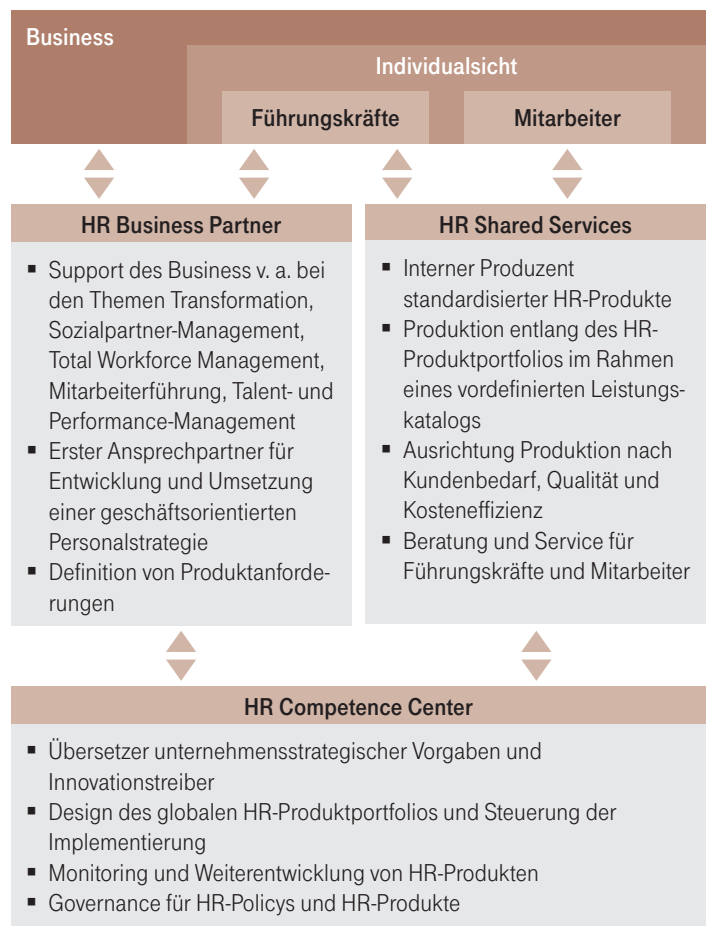 Business
Individualsicht
Führungskräfte
Mitarbeiter
HR Business Partner
▪ Support des Business v. a. bei
den Themen Transformation,
Sozialpartner-Management,
Total Workforce Management,
Mitarbeiterführung, Talent- und
Performance-Management
▪ Erster Ansprechpartner für
Entwicklung und Umsetzung
einer geschäftsorientierten
Personalstrategie
▪ Definition von Produktanforde-
rungen
HR Shared Services
▪ Interner Produzent
standardisierter HR-Produkte
▪ Produktion entlang des HR-
Produktportfolios im Rahmen
eines vordefinierten Leistungs-
katalogs
▪ Ausrichtung Produktion nach
Kundenbedarf, Qualität und
Kosteneffizienz
▪ Beratung und Service für
Führungskräfte und Mitarbeiter
HR Competence Center
▪ Übersetzer unternehmensstrategischer Vorgaben und
Innovationstreiber
▪ Design des globalen HR-Produktportfolios und Steuerung der
Implementierung
▪ Monitoring und Weiterentwicklung von HR-Produkten
▪ Governance für HR-Policys und HR-Produkte